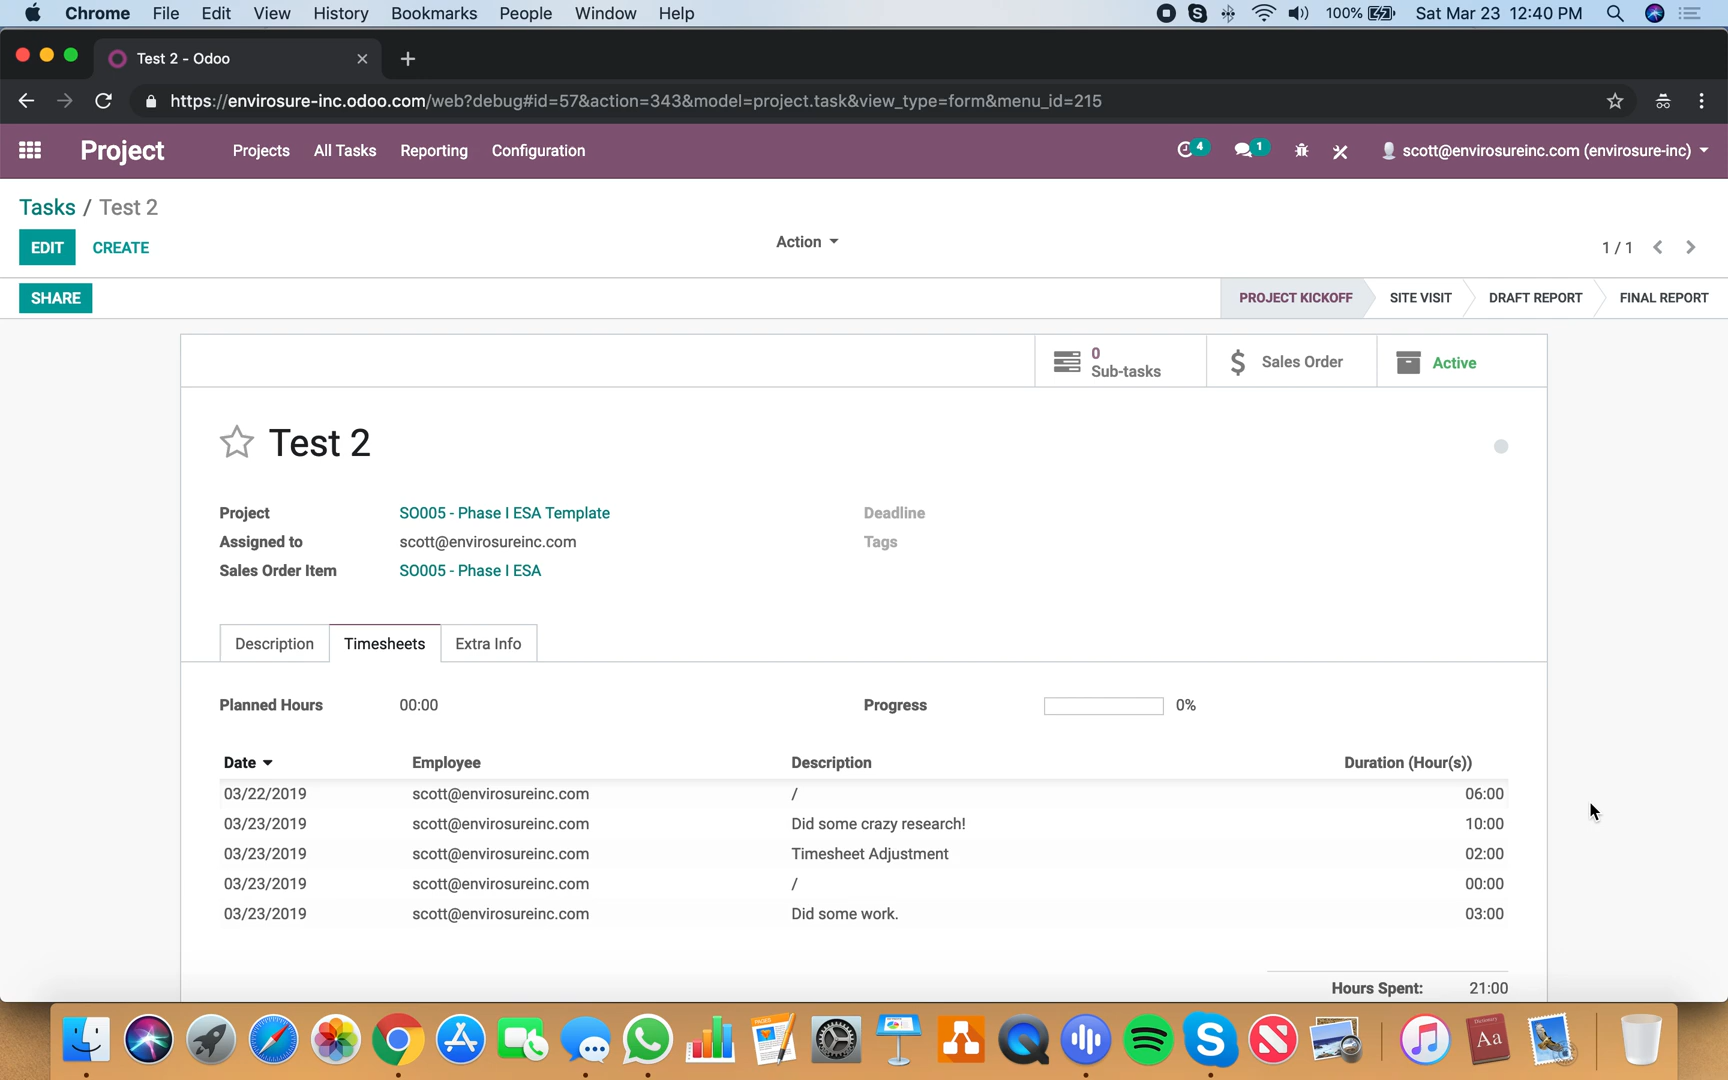 Chrome File Edit View History Bookmarks People Window Help 100% Sat Mar 23 12:40 PM
Test 2 - Odoo
https://envirosure-inc.odoo.com/web?debug#id=57&action=343&model=project.task&view_type=form&menu_id=215
Project Projects All Tasks Reporting Configuration 4 1 scott@envirosureinc.com (envirosure-inc)
Tasks / Test 2
EDIT CREATE Action 1 / 1
SHARE PROJECT KICKOFF SITE VISIT DRAFT REPORT FINAL REPORT
0
Sub-tasks
$ Sales Order
Active
Test 2
Project SO005 - Phase I ESA Template Deadline
Assigned to scott@envirosureinc.com Tags
Sales Order Item SO005 - Phase I ESA
Description Timesheets Extra Info
Planned Hours 00:00 Progress 0%
Date Employee Description Duration (Hour(s))
03/22/2019 scott@envirosureinc.com / 06:00
03/23/2019 scott@envirosureinc.com Did some crazy research! 10:00
03/23/2019 scott@envirosureinc.com Timesheet Adjustment 02:00
03/23/2019 scott@envirosureinc.com / 00:00
03/23/2019 scott@envirosureinc.com Did some work. 03:00
Hours Spent: 21:00
PAGES
Dictionary
Aa